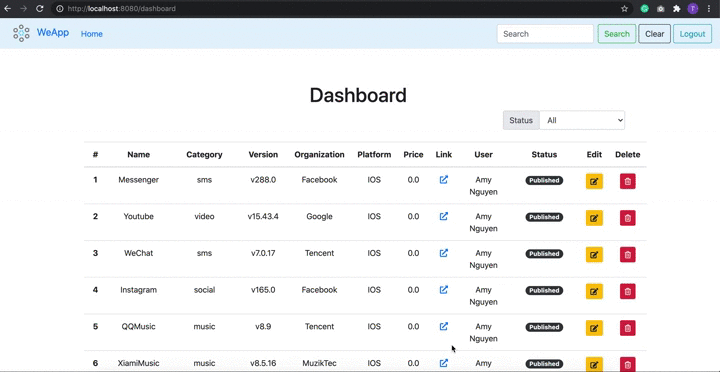 http://localhost:8080/dashboard
T
WeApp Home Search Search Clear Logout
Dashboard
Status All
# Name Category Version Organization Platform Price Link User Status Edit Delete
1 Messenger sms v288.0 Facebook IOS 0.0 Amy Nguyen Published
2 Youtube video v15.43.4 Google IOS 0.0 Amy Nguyen Published
3 WeChat sms v7.0.17 Tencent IOS 0.0 Amy Nguyen Published
4 Instagram social v165.0 Facebook IOS 0.0 Amy Nguyen Published
5 QQMusic music v8.9 Tencent IOS 0.0 Amy Nguyen Published
6 XiamiMusic music v8.5.16 MuzikTec IOS 0.0 Amy Published